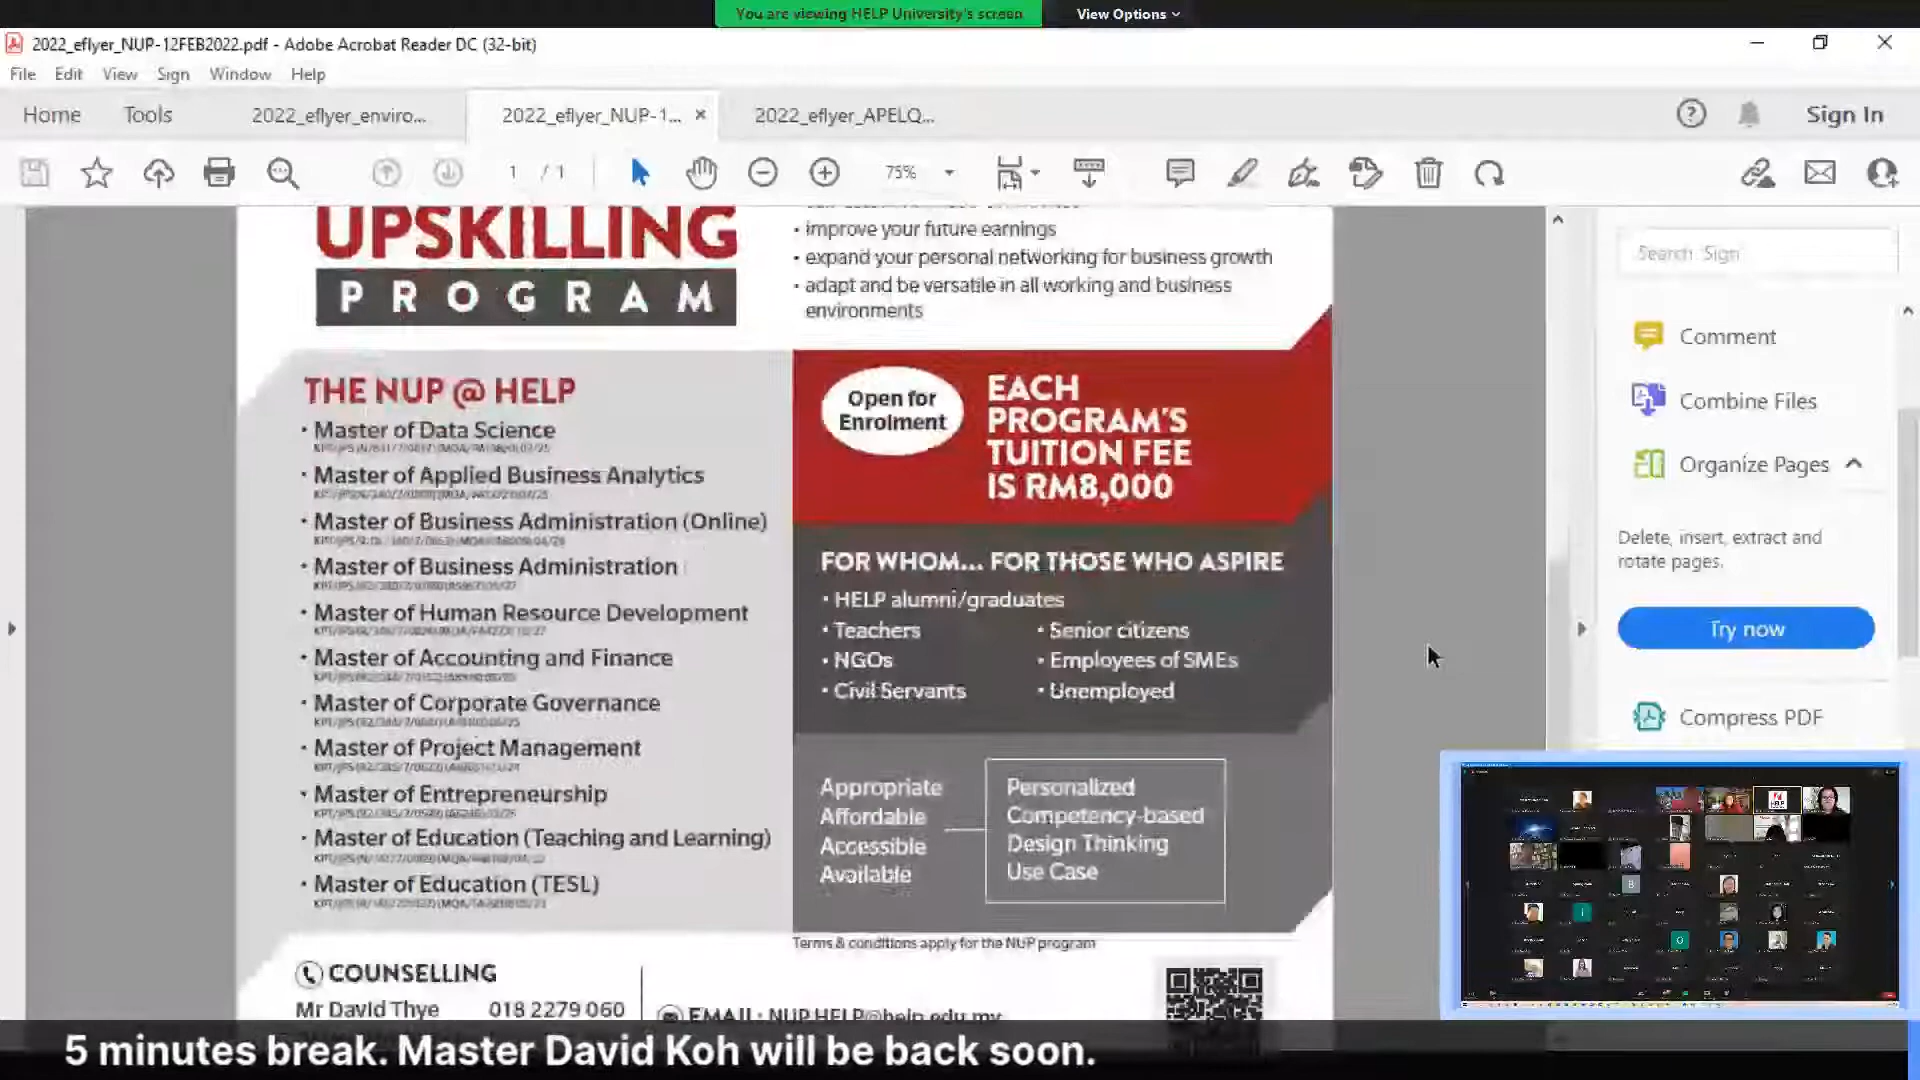 You are viewing HELP University's screen
View Options
2022_eflyer_NUP-12FEB2022.pdf - Adobe Acrobat Reader DC (32-bit)
File Edit View Sign Window Help
Home Tools 2022_eflyer_enviro... 2022_eflyer_NUP-1... × 2022_eflyer_APELQ... Sign In
1 / 1 75%
UPSKILLING
PROGRAM
• improve your future earnings
• expand your personal networking for business growth
• adapt and be versatile in all working and business
environments
THE NUP @ HELP
• Master of Data Science
• Master of Applied Business Analytics
• Master of Business Administration (Online)
• Master of Business Administration
• Master of Human Resource Development
• Master of Accounting and Finance
• Master of Corporate Governance
• Master of Project Management
• Master of Entrepreneurship
• Master of Education (Teaching and Learning)
• Master of Education (TESL)
Open for
Enrolment
EACH
PROGRAM'S
TUITION FEE
IS RM8,000
FOR WHOM... FOR THOSE WHO ASPIRE
• HELP alumni/graduates
• Teachers
• NGOs
• Civil Servants
• Senior citizens
• Employees of SMEs
• Unemployed
Appropriate
Affordable
Accessible
Available
Personalized
Competency-based
Design Thinking
Use Case
Terms & conditions apply for the NUP program
COUNSELLING
Mr David Thye 018 2279 060
EMAIL: NUP.HELP@help.edu.my
Search 'Sign'
Comment
Combine Files
Organize Pages
Delete, insert, extract and
rotate pages.
Try now
Compress PDF
HELP
5 minutes break. Master David Koh will be back soon.